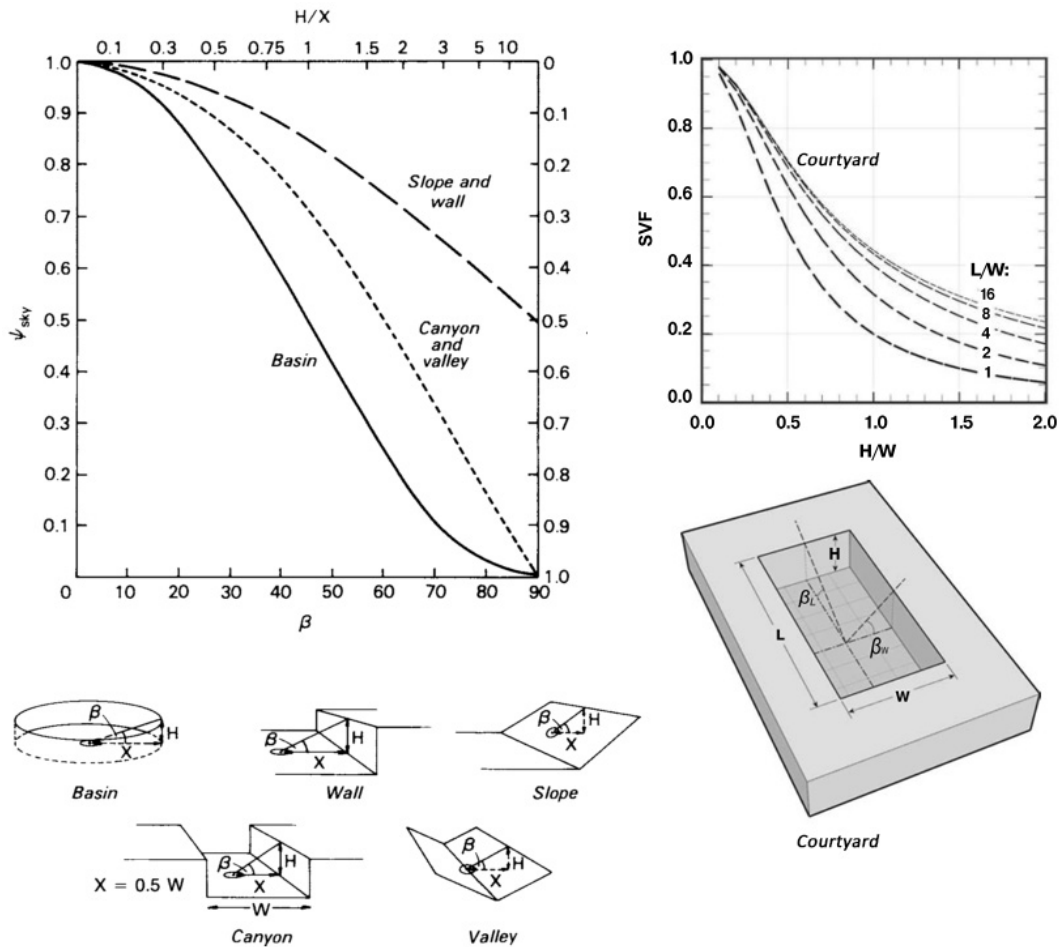 H/X
0.1 0.3 0.5 0.75 1 1.5 2 3 5 10
1.0
0.9
0.8
0.7
0.6
0.5
0.4
0.3
0.2
0.1
ψsky
0
0.1
0.2
0.3
0.4
0.5
0.6
0.7
0.8
0.9
1.0
Slope and
wall
Canyon
and
valley
Basin
0 10 20 30 40 50 60 70 80 90
β
1.0
0.8
0.6
0.4
0.2
0.0
SVF
Courtyard
L/W:
16
8
4
2
1
0.0 0.5 1.0 1.5 2.0
H/W
H
βL
L
βW
W
Courtyard
β H
X
Basin
β H
X
Wall
β H
X
Slope
X = 0.5 W
β H
X
W
Canyon
β H
X
Valley